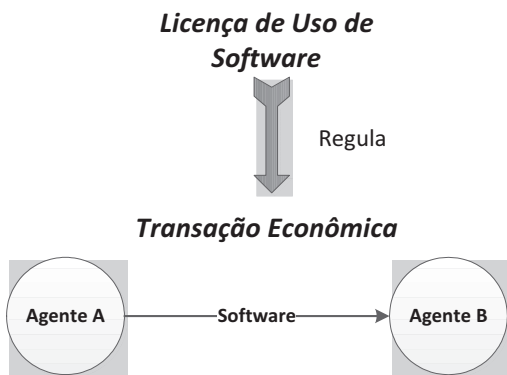 Licença de Uso de
Software
Regula
Transação Econômica
Agente A
Software
Agente B